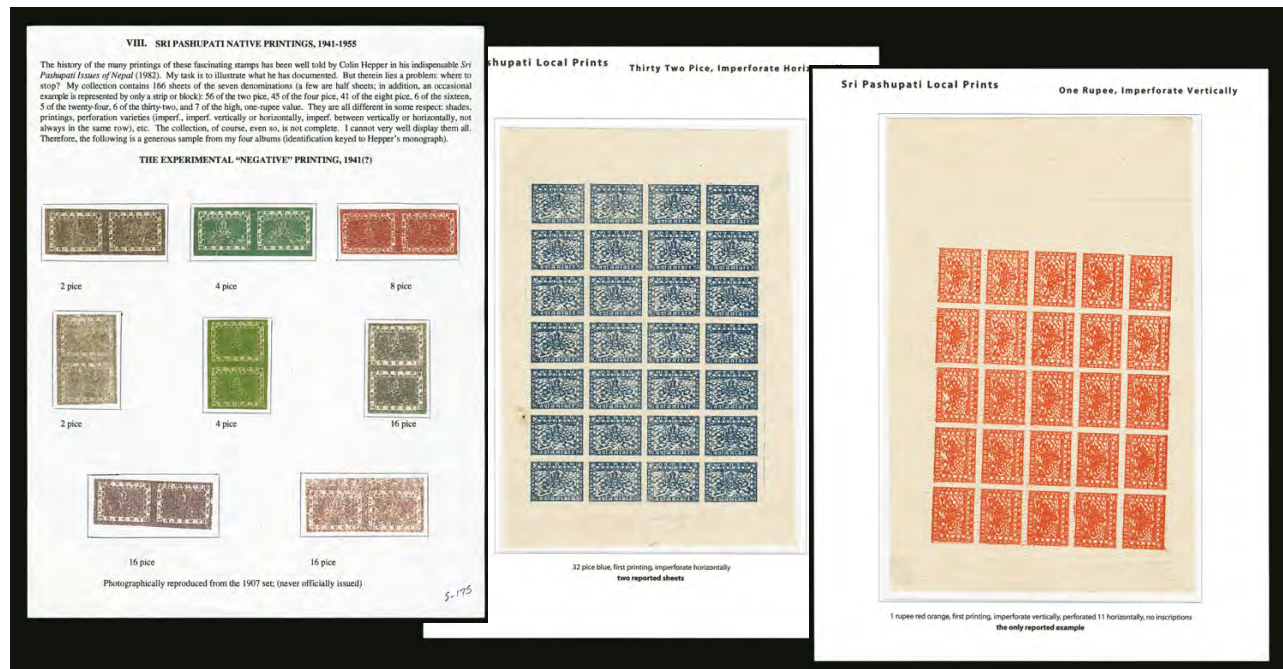 VIII. SRI PASHUPATI NATIVE PRINTINGS, 1941-1955
The history of the many printings of these fascinating stamps has been well told by Colin Hepper in his indispensable Sri
Pashupati Issues of Nepal (1982). My task is to illustrate what he has documented. But therein lies a problem: where to
stop? My collection contains 166 sheets of the seven denominations (a few are half sheets; in addition, an occasional
example is represented by only a strip or block): 56 of the two pice, 45 of the four pice, 41 of the eight pice, 6 of the sixteen,
5 of the twenty-four, 6 of the thirty-two, and 7 of the high, one-rupee value. They are all different in some respect: shades,
printings, perforation varieties (imperf., imperf. vertically or horizontally, imperf. between vertically or horizontally, not
always in the same row), etc. The collection, of course, even so, is not complete. I cannot very well display them all.
Therefore, the following is a generous sample from my four albums (identification keyed to Hepper's monograph).
THE EXPERIMENTAL "NEGATIVE" PRINTING, 1941(?)
2 pice 4 pice 8 pice
2 pice 4 pice 16 pice
16 pice 16 pice
Photographically reproduced from the 1907 set; (never officially issued)
S-175
shupati Local Prints Thirty Two Pice, Imperforate Horiz
32 pice blue, first printing, imperforate horizontally
two reported sheets
Sri Pashupati Local Prints One Rupee, Imperforate Vertically
1 rupee red orange, first printing, imperforate vertically, perforated 11 horizontally, no inscriptions
the only reported example